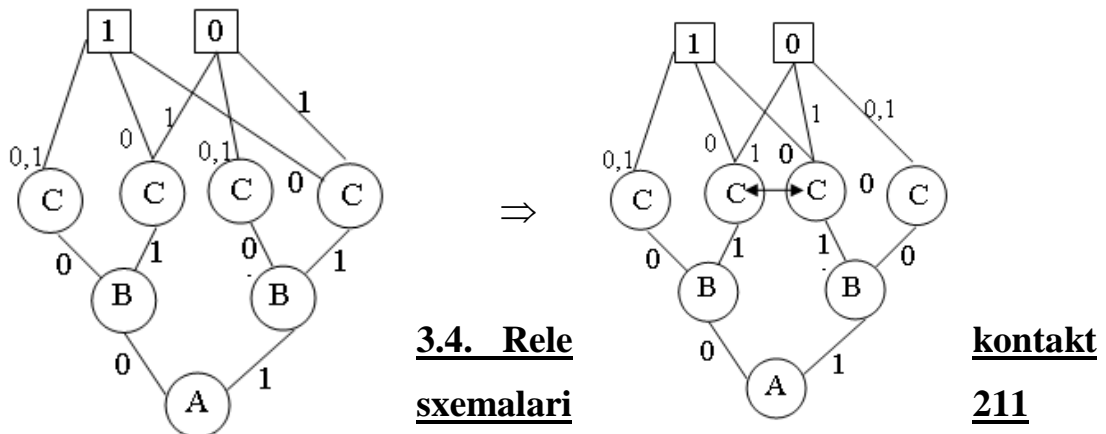 1 0 1 0
0,1 0 1 0,1 1 0 0,1 0 1 0 1 0,1 0
C C C C ⇒ C C C C
0 1 0 1 0 1 1 0
B B B B
3.4. Rele kontakt
0 1 0 1
A sxemalari A 211